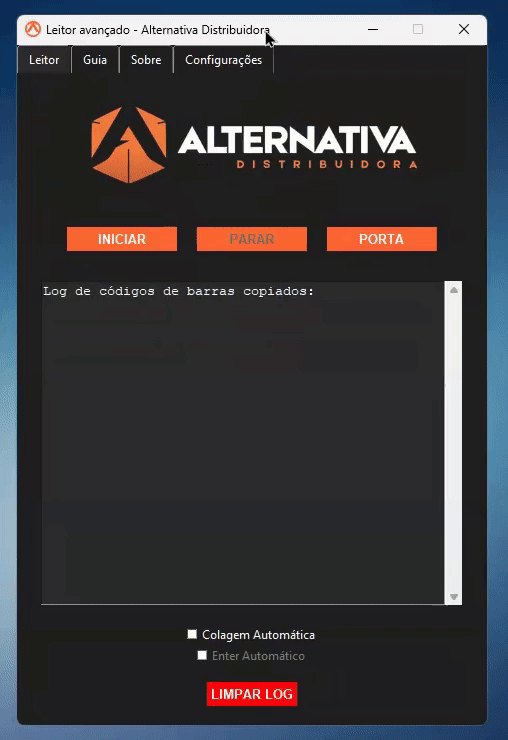 Leitor avançado - Alternativa Distribuidora
Leitor Guia Sobre Configurações
ALTERNATIVA
DISTRIBUIDORA
INICIAR PARAR PORTA
Log de códigos de barras copiados:
Colagem Automática
Enter Automático
LIMPAR LOG